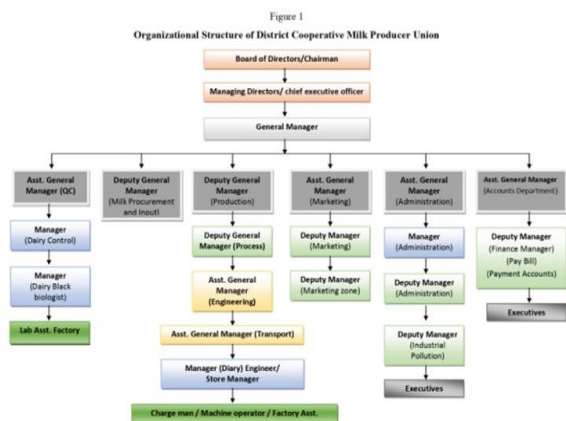 Figure 1
Organizational Structure of District Cooperative Milk Producer Union
Board of Directors/Chairman
Managing Directors/ chief executive officer
General Manager
Asst. General
Manager (QC)
Manager
(Dairy Control)
Manager
(Dairy Black
biologist)
Lab Asst. Factory
Deputy General
Manager
(Milk Procurement
and Inout)
Deputy General
Manager
(Production)
Deputy General
Manager (Process)
Asst. General
Manager
(Engineering)
Asst. General Manager (Transport)
Manager (Diary) Engineer/
Store Manager
Charge man / Machine operator / Factory Asst.
Asst. General
Manager
(Marketing)
Deputy Manager
(Marketing)
Deputy Manager
(Marketing zone)
Asst. General
Manager
(Administration)
Manager
(Administration)
Deputy Manager
(Administration)
Deputy Manager
(Industrial
Pollution)
Executives
Asst. General Manager
(Accounts Department)
Deputy Manager
(Finance Manager)
(Pay Bill)
(Payment Accounts)
Executives